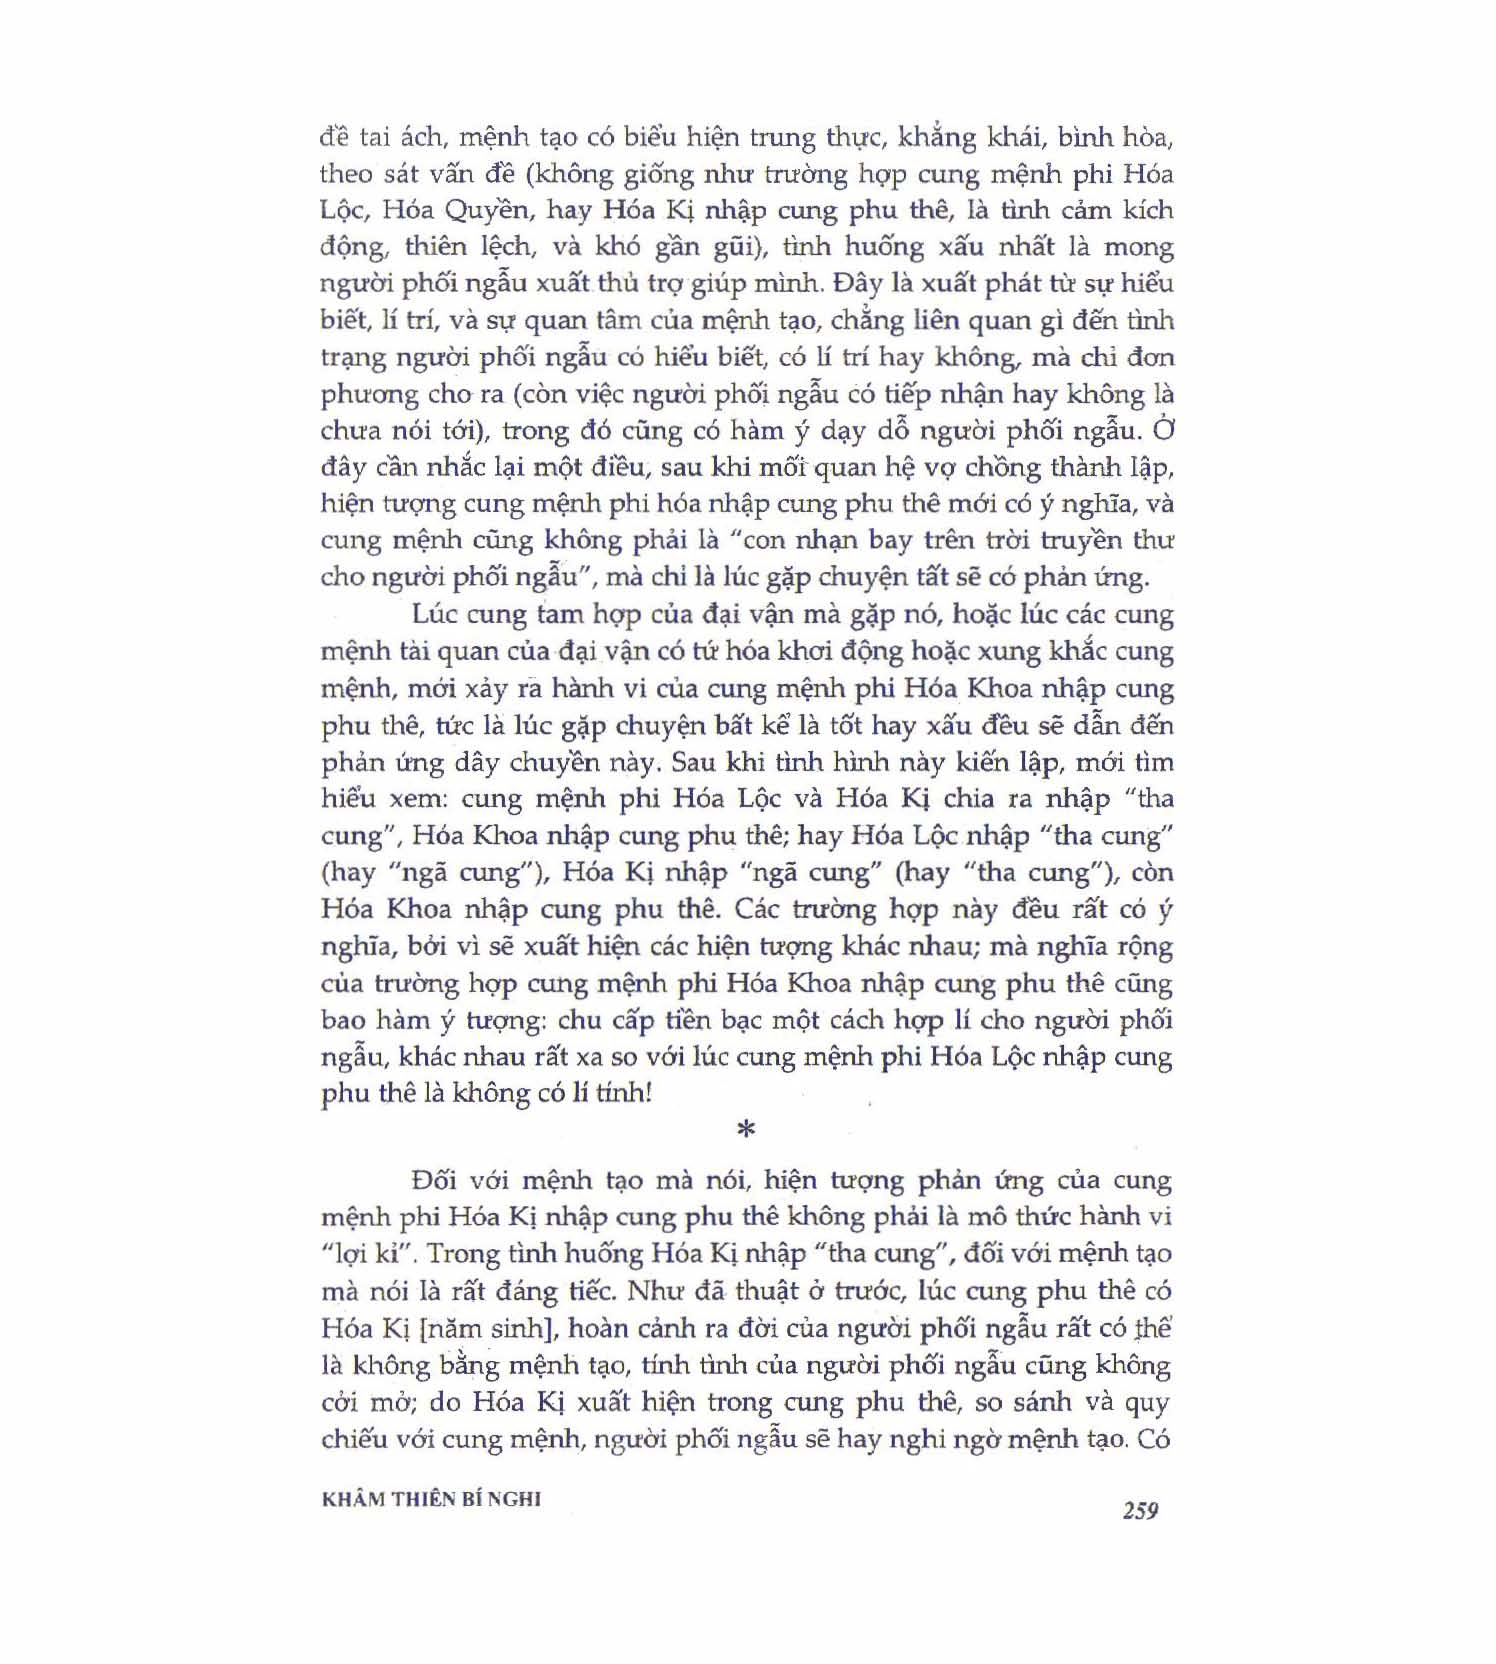 đề tai ách, mệnh tạo có biểu hiện trung thực, khẳng khái, bình hòa,
theo sát vấn đề (không giống như trường hợp cung mệnh phi Hóa
Lộc, Hóa Quyền, hay Hóa Kị nhập cung phu thê, là tình cảm kích
động, thiên lệch, và khó gần gũi), tình huống xấu nhất là mong
người phối ngẫu xuất thủ trợ giúp mình. Đây là xuất phát từ sự hiểu
biết, lí trí, và sự quan tâm của mệnh tạo, chẳng liên quan gì đến tình
trạng người phối ngẫu có hiểu biết, có lí trí hay không, mà chỉ đơn
phương cho ra (còn việc người phối ngẫu có tiếp nhận hay không là
chưa nói tới), trong đó cũng có hàm ý dạy dỗ người phối ngẫu. Ở
đây cần nhắc lại một điều, sau khi mối quan hệ vợ chồng thành lập,
hiện tượng cung mệnh phi hóa nhập cung phu thê mới có ý nghĩa, và
cung mệnh cũng không phải là "con nhạn bay trên trời truyền thư
cho người phối ngẫu", mà chỉ là lúc gặp chuyện tất sẽ có phản ứng.
Lúc cung tam hợp của đại vận mà gặp nó, hoặc lúc các cung
mệnh tài quan của đại vận có tứ hóa khơi động hoặc xung khắc cung
mệnh, mới xảy ra hành vi của cung mệnh phi Hóa Khoa nhập cung
phu thê, tức là lúc gặp chuyện bất kể là tốt hay xấu đều sẽ dẫn đến
phản ứng dây chuyền này. Sau khi tình hình này kiến lập, mới tìm
hiểu xem: cung mệnh phi Hóa Lộc và Hóa Kị chia ra nhập "tha
cung", Hóa Khoa nhập cung phu thê; hay Hóa Lộc nhập "tha cung"
(hay "ngã cung"), Hóa Kị nhập "ngã cung" (hay "tha cung"), còn
Hóa Khoa nhập cung phu thê. Các trường hợp này đều rất có ý
nghĩa, bởi vì sẽ xuất hiện các hiện tượng khác nhau; mà nghĩa rộng
của trường hợp cung mệnh phi Hóa Khoa nhập cung phu thê cũng
bao hàm ý tượng: chu cấp tiền bạc một cách hợp lí cho người phối
ngẫu, khác nhau rất xa so với lúc cung mệnh phi Hóa Lộc nhập cung
phu thê là không có lí tính!
*
Đối với mệnh tạo mà nói, hiện tượng phản ứng của cung
mệnh phi Hóa Kị nhập cung phu thê không phải là mô thức hành vi
"lợi kỉ". Trong tình huống Hóa Kị nhập "tha cung", đối với mệnh tạo
mà nói là rất đáng tiếc. Như đã thuật ở trước, lúc cung phu thê có
Hóa Kị [năm sinh], hoàn cảnh ra đời của người phối ngẫu rất có thể
là không bằng mệnh tạo, tính tình của người phối ngẫu cũng không
cởi mở; do Hóa Kị xuất hiện trong cung phu thê, so sánh và quy
chiếu với cung mệnh, người phối ngẫu sẽ hay nghi ngờ mệnh tạo. Có
KHÂM THIÊN BÍ NGHI
259